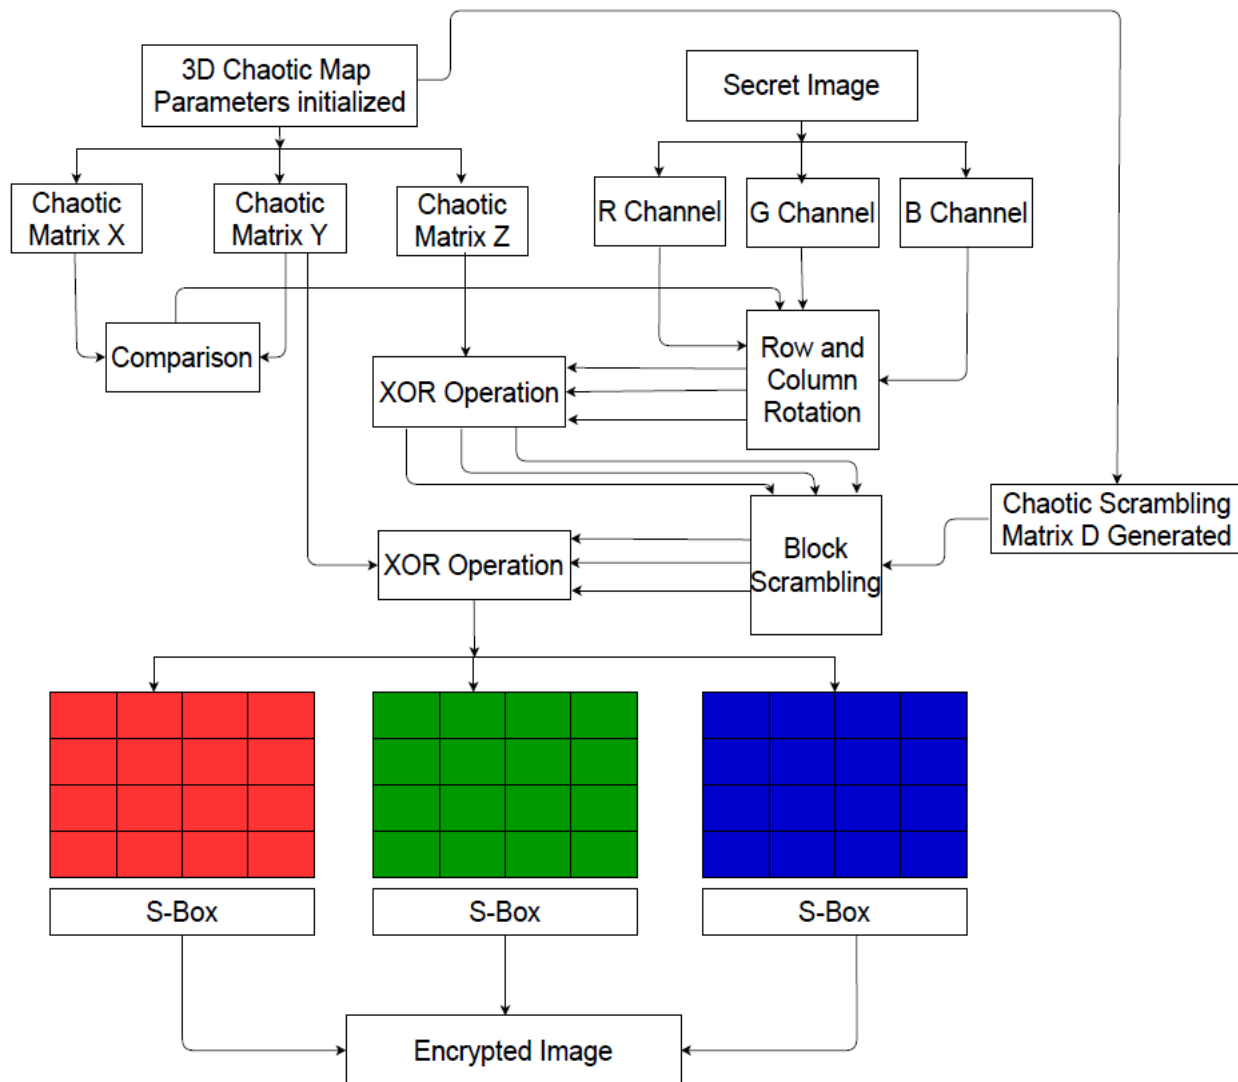 3D Chaotic Map
Parameters initialized
Secret Image
Chaotic
Matrix X
Chaotic
Matrix Y
Chaotic
Matrix Z
R Channel
G Channel
B Channel
Comparison
XOR Operation
Row and
Column
Rotation
Chaotic Scrambling
Matrix D Generated
XOR Operation
Block
Scrambling
S-Box
S-Box
S-Box
Encrypted Image